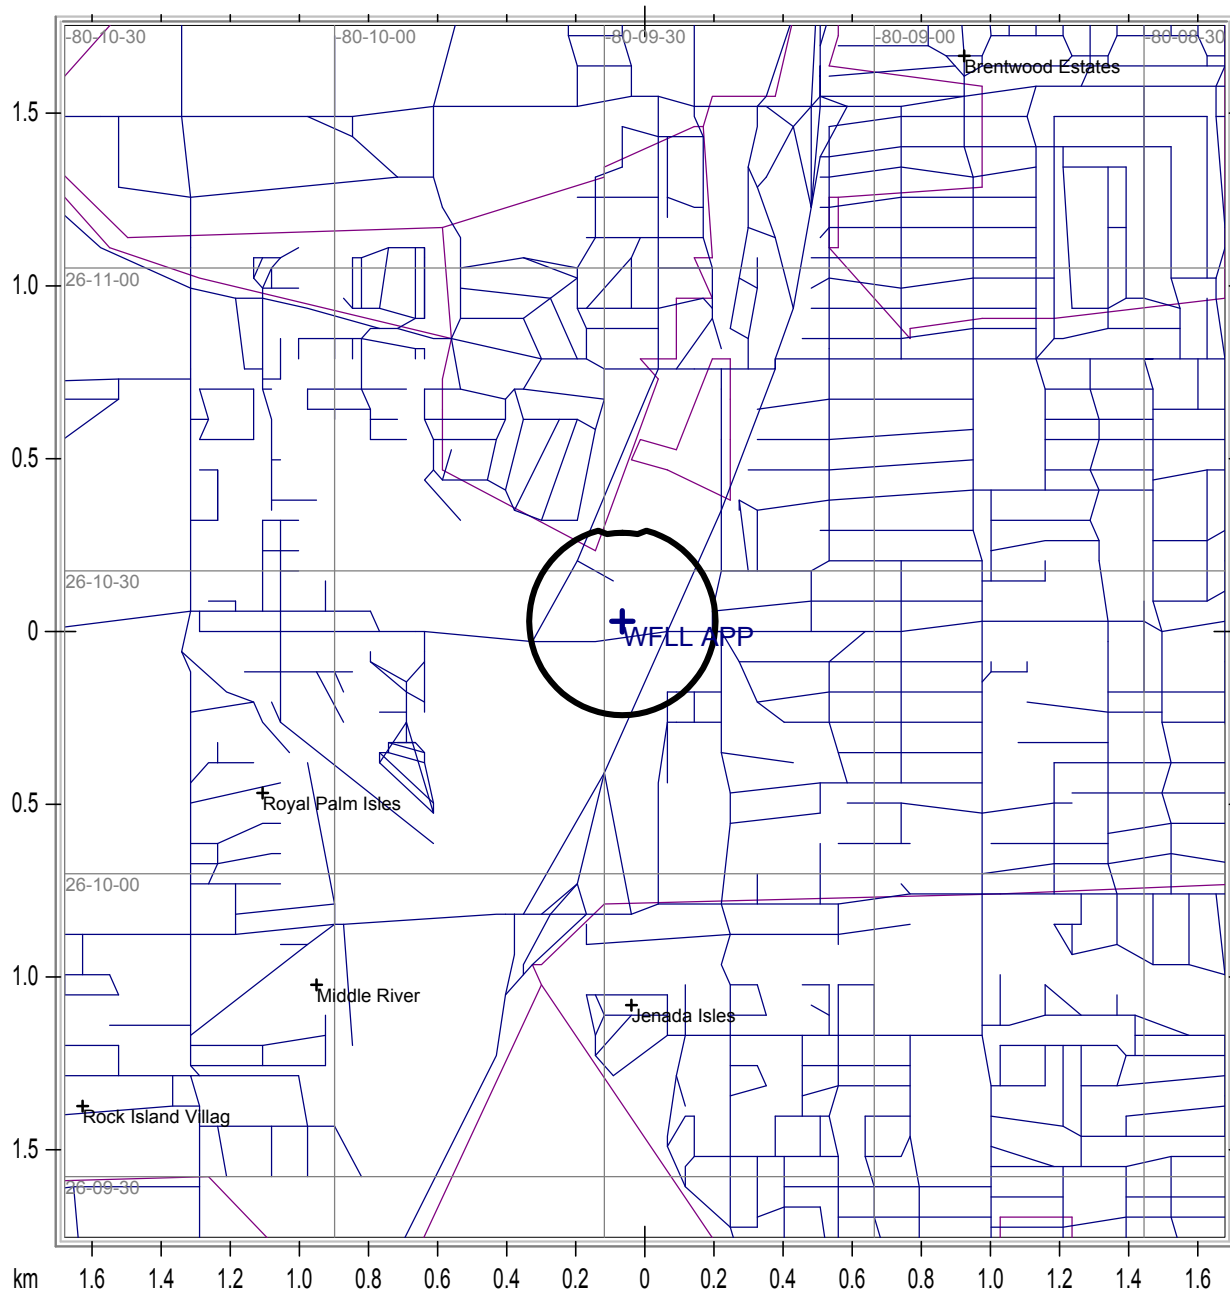 -80-10-30 -80-10-00 -80-09-30 -80-09-00 -80-08-30
Brentwood Estates
1.5
1.0
26-11-00
0.5
26-10-30
0
WFLL APP
0.5
Royal Palm Isles
26-10-00
1.0
Middle River
Jenada Isles
Rock Island Villag
1.5
26-09-30
km 1.6 1.4 1.2 1.0 0.8 0.6 0.4 0.2 0 0.2 0.4 0.6 0.8 1.0 1.2 1.4 1.6